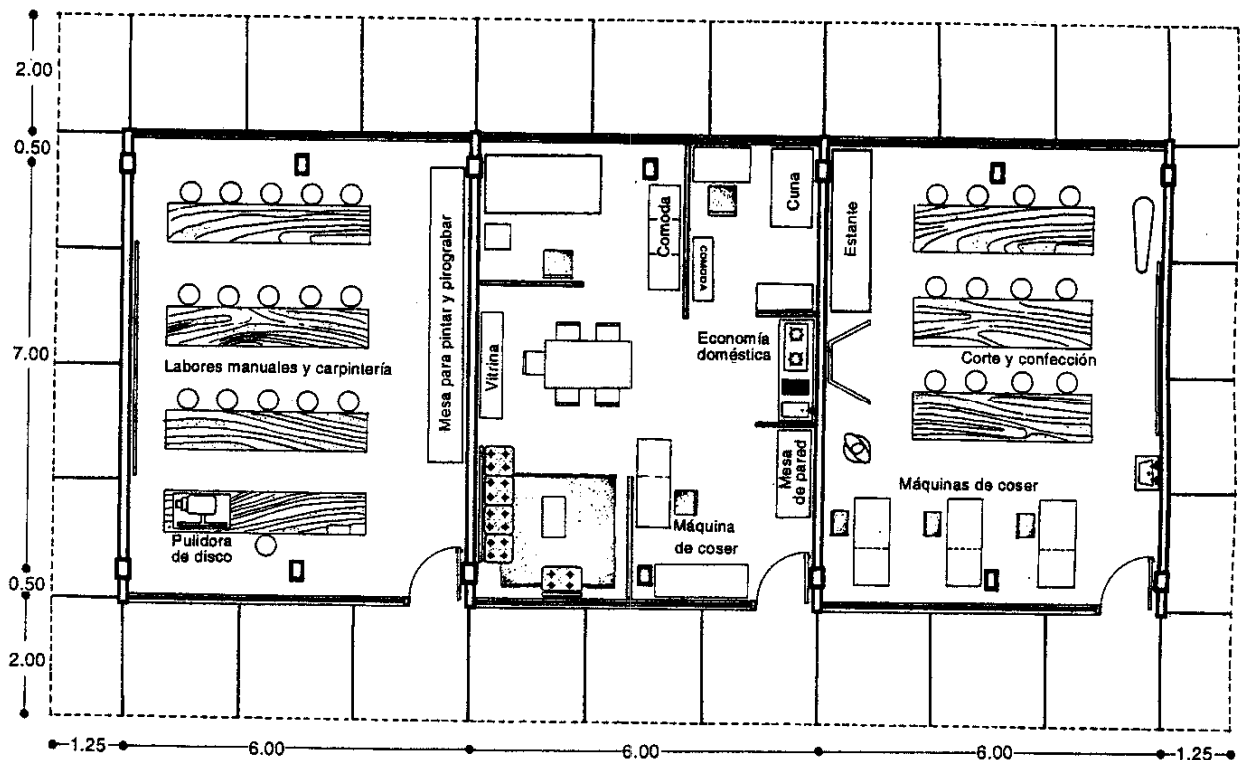 2.00
0.50
7.00
0.50
2.00
Labores manuales y carpintería
Pulidora
de disco
Mesa para pintar y pirograbar
Vitrina
Comoda
COMODA
Cuna
Economía
doméstica
Mesa
de pared
Máquina
de coser
Estante
Corte y confección
Máquinas de coser
1.25
6.00
6.00
6.00
1.25